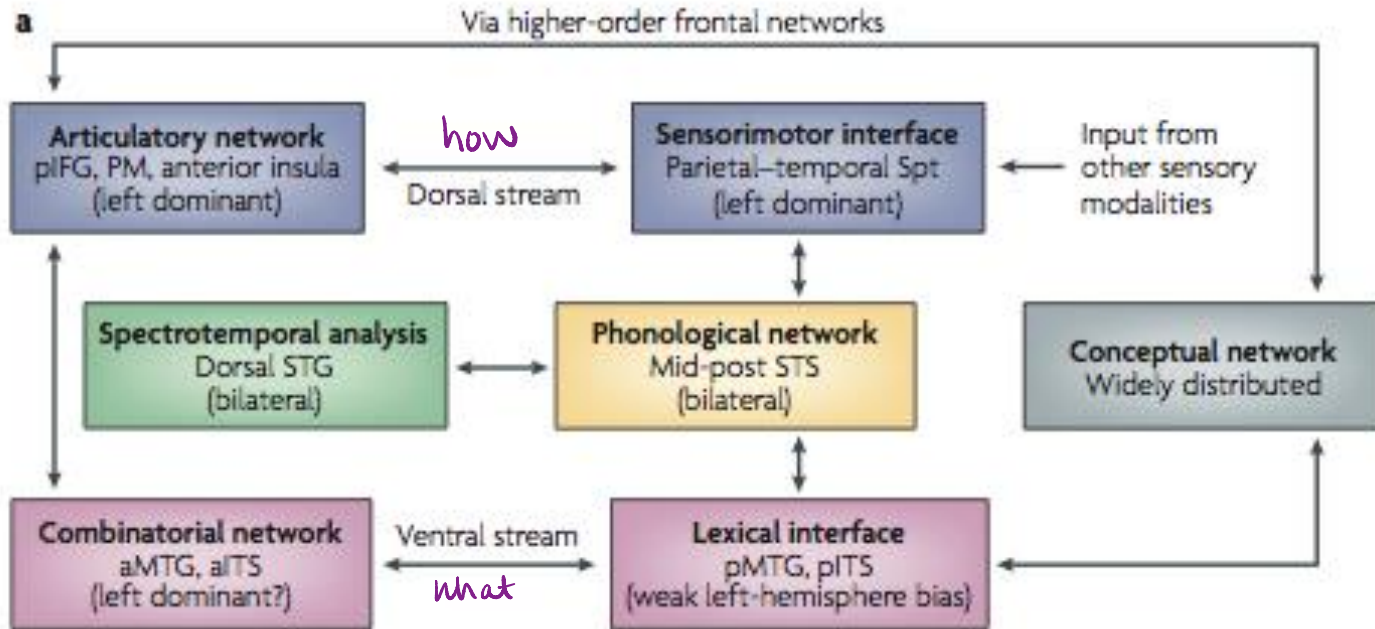 a
Via higher-order frontal networks
Articulatory network
pIFG, PM, anterior insula
(left dominant)
how
Dorsal stream
Sensorimotor interface
Parietal–temporal Spt
(left dominant)
Input from
other sensory
modalities
Spectrotemporal analysis
Dorsal STG
(bilateral)
Phonological network
Mid-post STS
(bilateral)
Conceptual network
Widely distributed
Combinatorial network
aMTG, aITS
(left dominant?)
Ventral stream
what
Lexical interface
pMTG, pITS
(weak left-hemisphere bias)